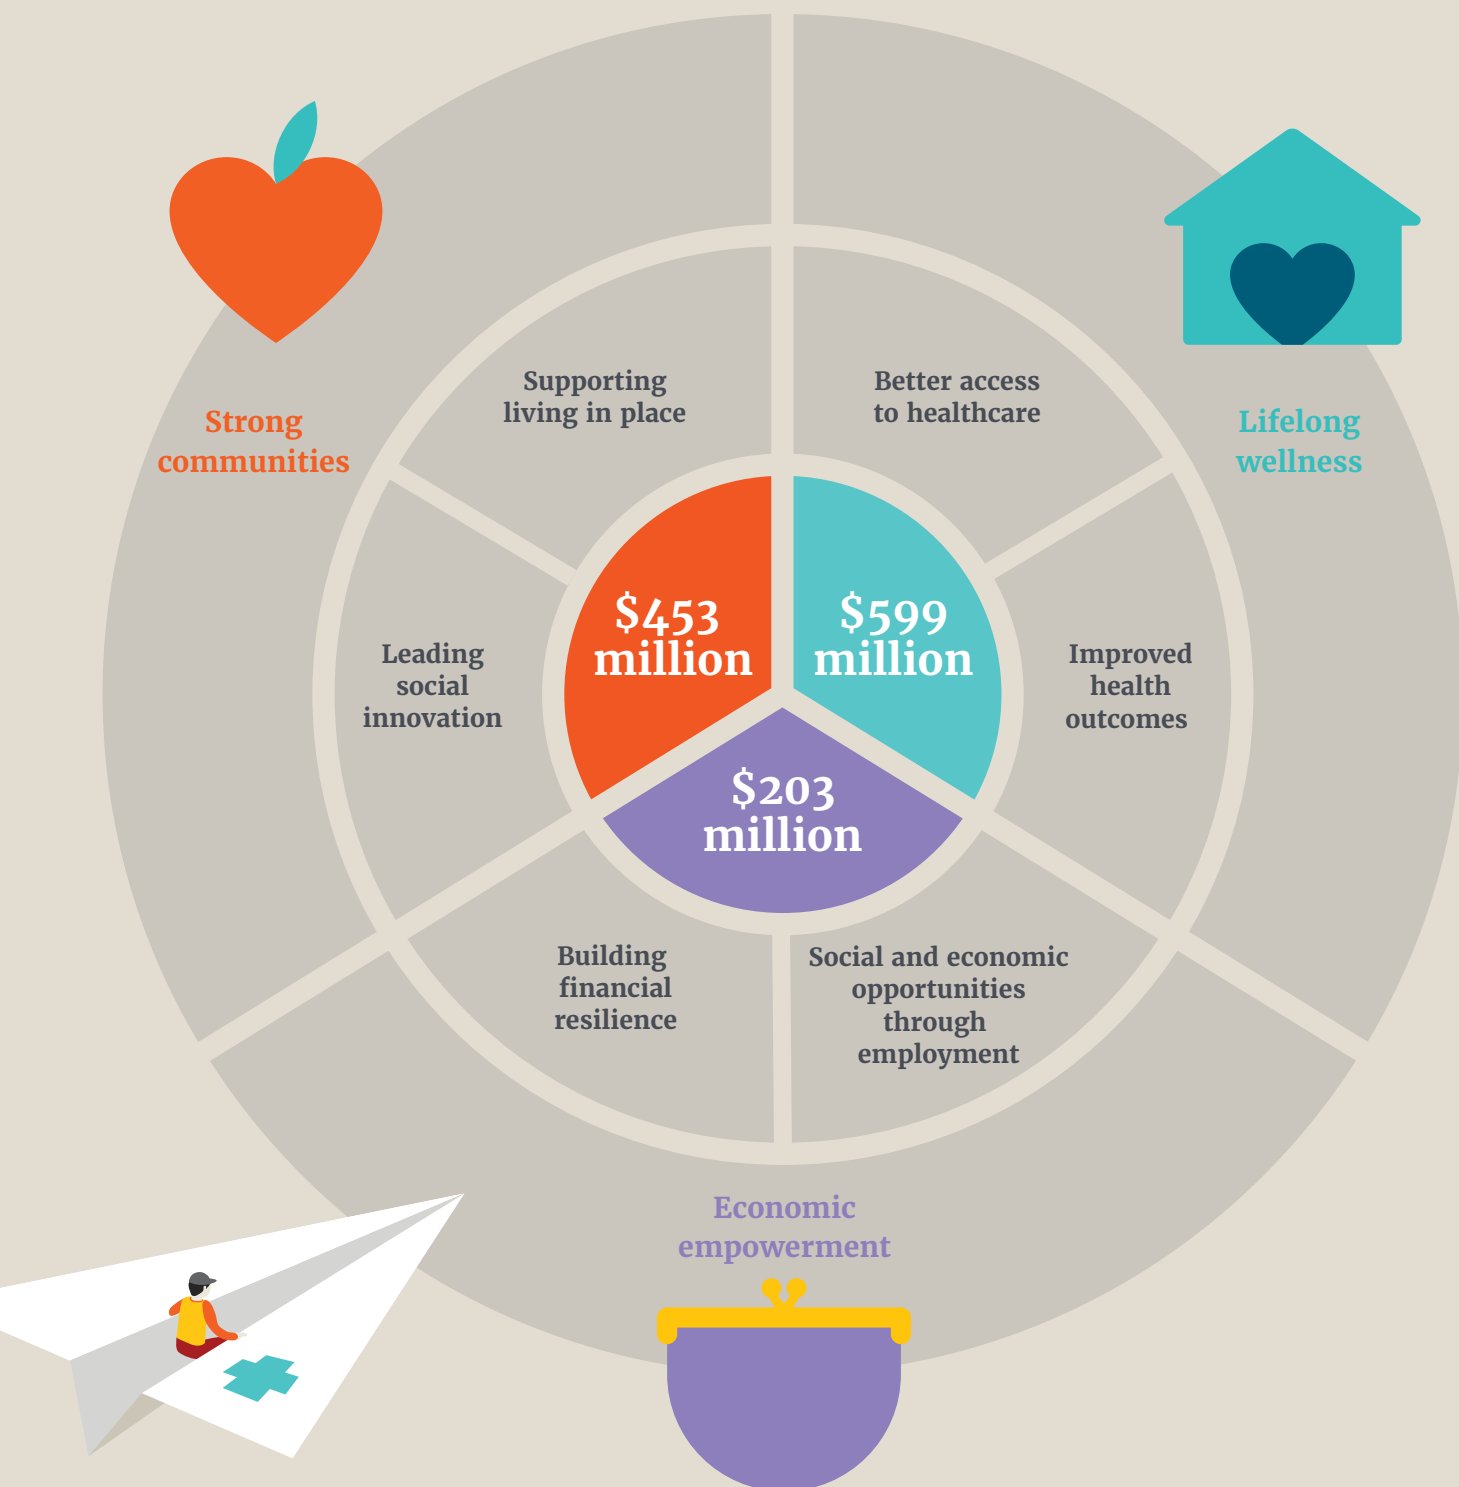 Strong
communities
Lifelong
wellness
Supporting
living in place
Better access
to healthcare
Leading
social
innovation
$453
million
$599
million
Improved
health
outcomes
$203
million
Building
financial
resilience
Social and economic
opportunities
through
employment
Economic
empowerment